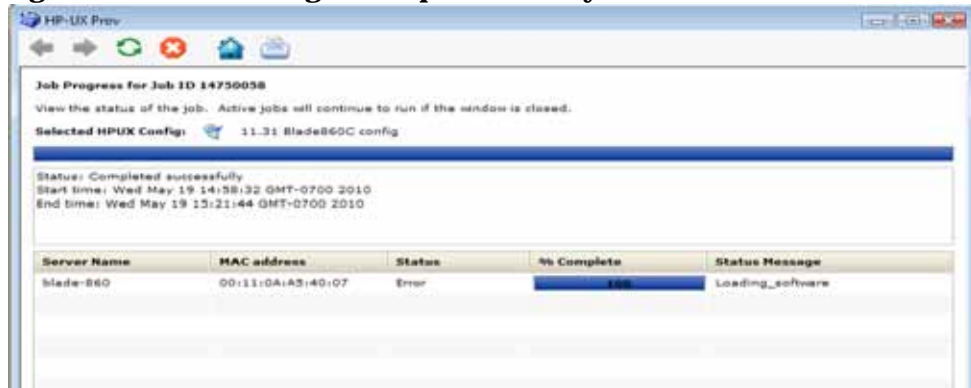 HP-UX Prov
Job Progress for Job ID 14750058
View the status of the job. Active jobs will continue to run if the window is closed.
Selected HPUX Config: 11.31 Blade860C config
Status: Completed successfully
Start time: Wed May 19 14:58:32 GMT-0700 2010
End time: Wed May 19 15:21:44 GMT-0700 2010
Server Name MAC address Status % Complete Status Message
blade-860 00:11:0A:A5:40:07 Error 100 Loading_software